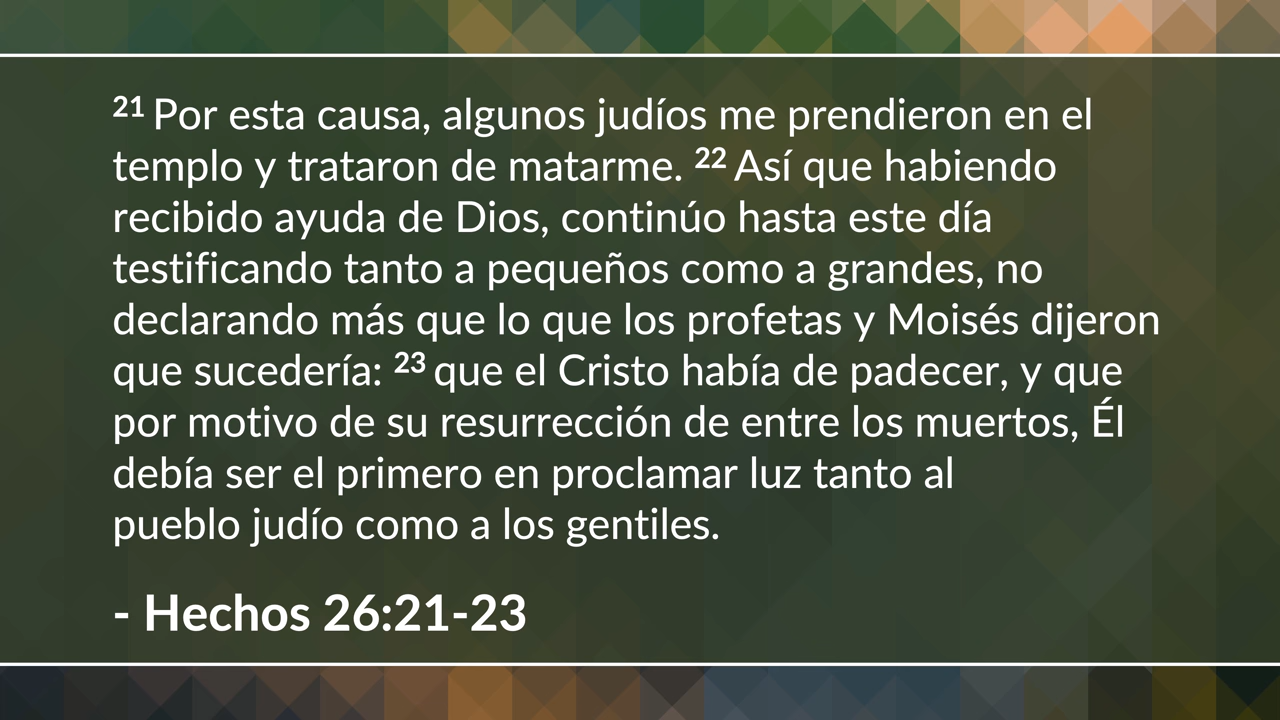 21 Por esta causa, algunos judíos me prendieron en el
templo y trataron de matarme. 22 Así que habiendo
recibido ayuda de Dios, continúo hasta este día
testificando tanto a pequeños como a grandes, no
declarando más que lo que los profetas y Moisés dijeron
que sucedería: 23 que el Cristo había de padecer, y que
por motivo de su resurrección de entre los muertos, Él
debía ser el primero en proclamar luz tanto al
pueblo judío como a los gentiles.
- Hechos 26:21-23